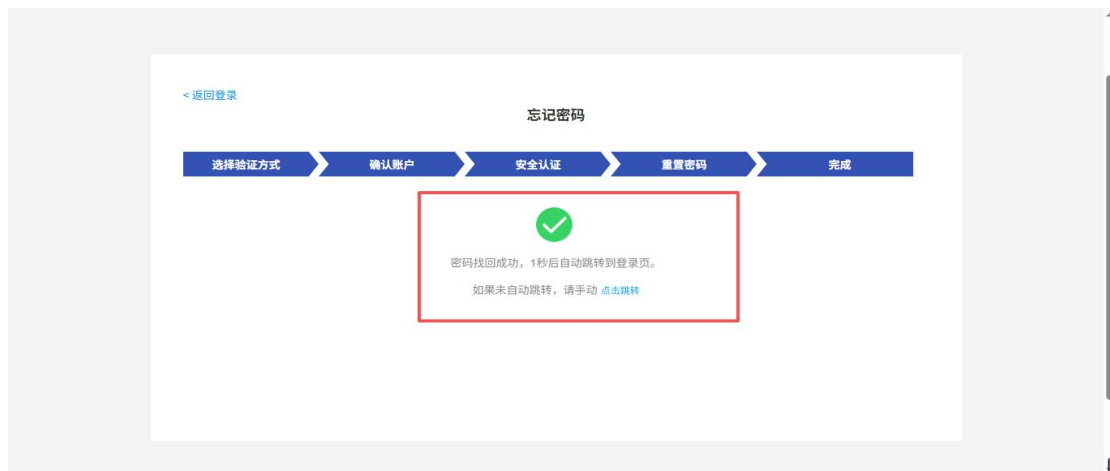 <返回登录
忘记密码
选择验证方式 确认账户 安全认证 重置密码 完成
密码找回成功，1秒后自动跳转到登录页。
如果未自动跳转，请手动 点击跳转